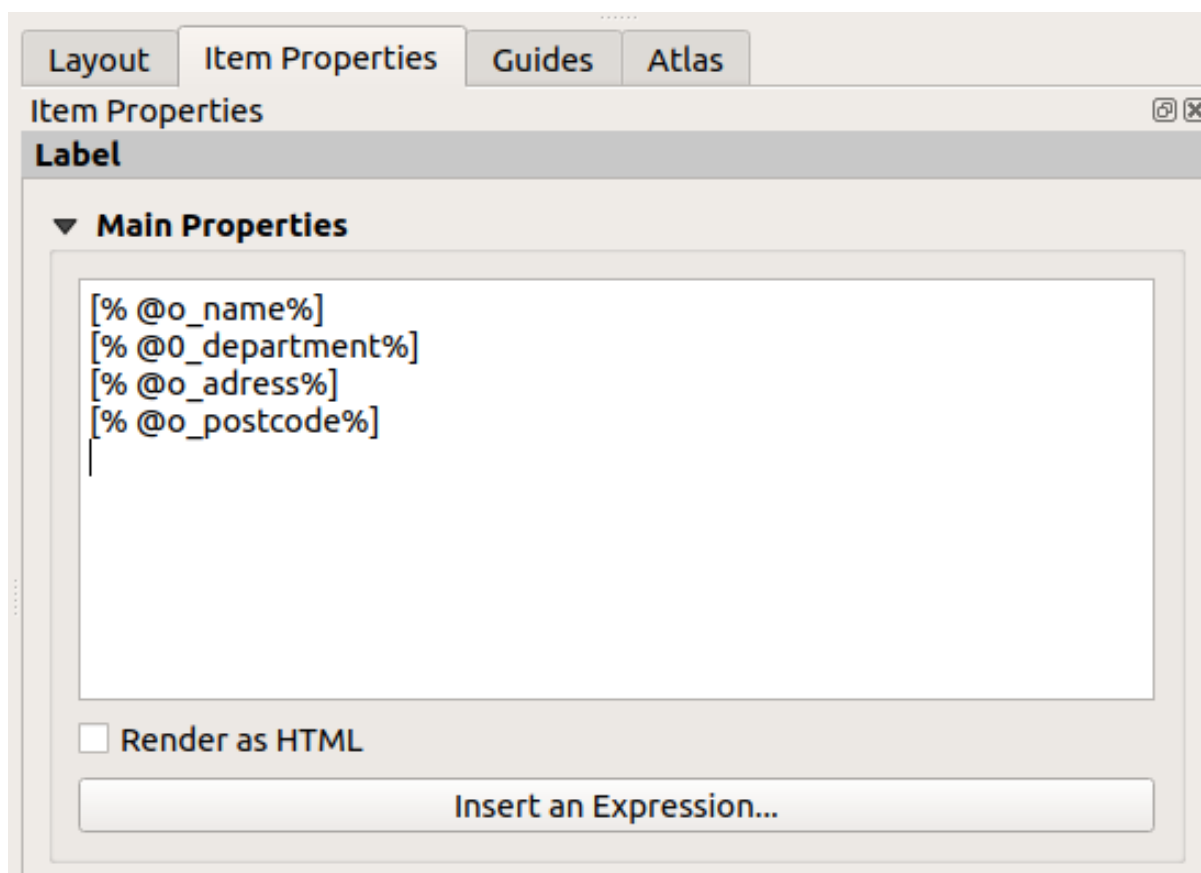 Layout Item Properties Guides Atlas
Item Properties
Label
Main Properties
[% @o_name%]
[% @0_department%]
[% @o_adress%]
[% @o_postcode%]
Render as HTML
Insert an Expression...